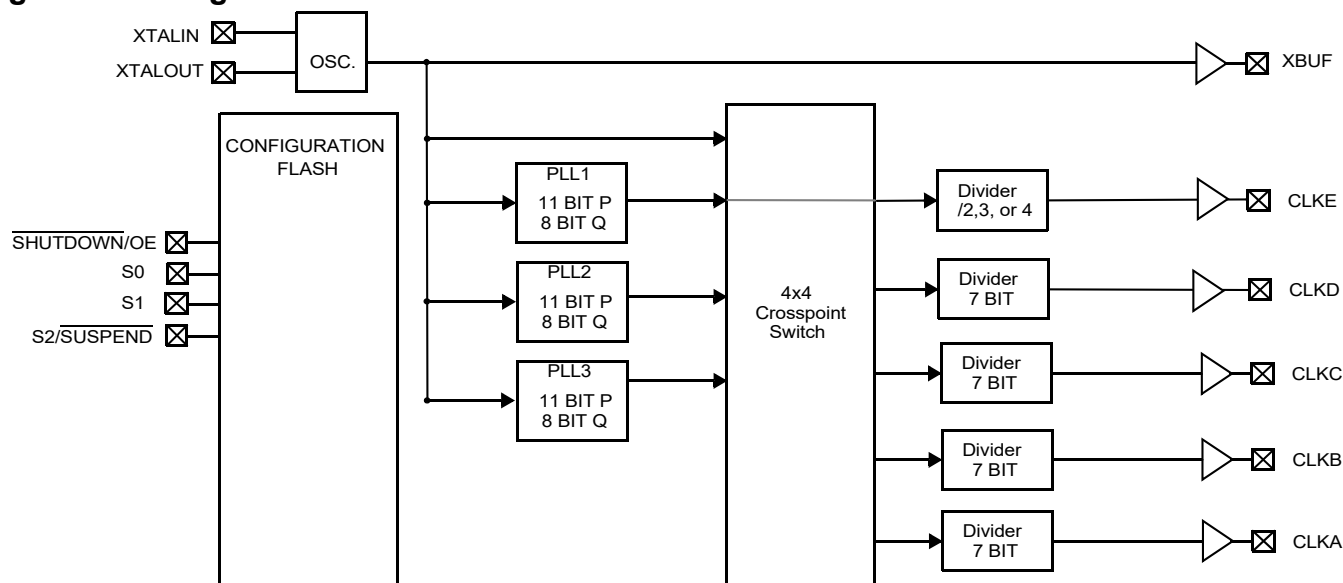 XTALIN
XTALOUT
OSC.
XBUF
CONFIGURATION
FLASH
SHUTDOWN/OE
S0
S1
S2/SUSPEND
PLL1
11 BIT P
8 BIT Q
PLL2
11 BIT P
8 BIT Q
PLL3
11 BIT P
8 BIT Q
4x4
Crosspoint
Switch
Divider
/2,3, or 4
CLKE
Divider
7 BIT
CLKD
Divider
7 BIT
CLKC
Divider
7 BIT
CLKB
Divider
7 BIT
CLKA